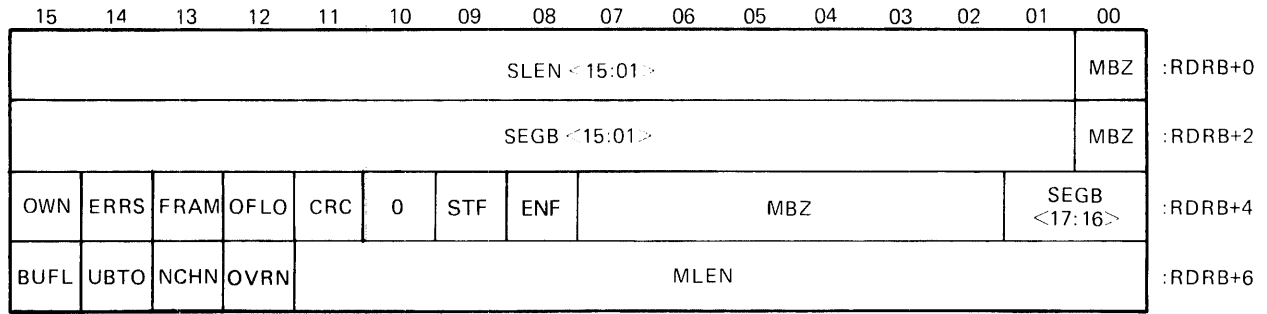 15 14 13 12 11 10 09 08 07 06 05 04 03 02 01 00
SLEN <15:01> MBZ :RDRB+0
SEGB <15:01> MBZ :RDRB+2
OWN ERRS FRAM OFLO CRC 0 STF ENF MBZ SEGB :RDRB+4
<17:16>
BUFL UBTO NCHN OVRN MLEN :RDRB+6